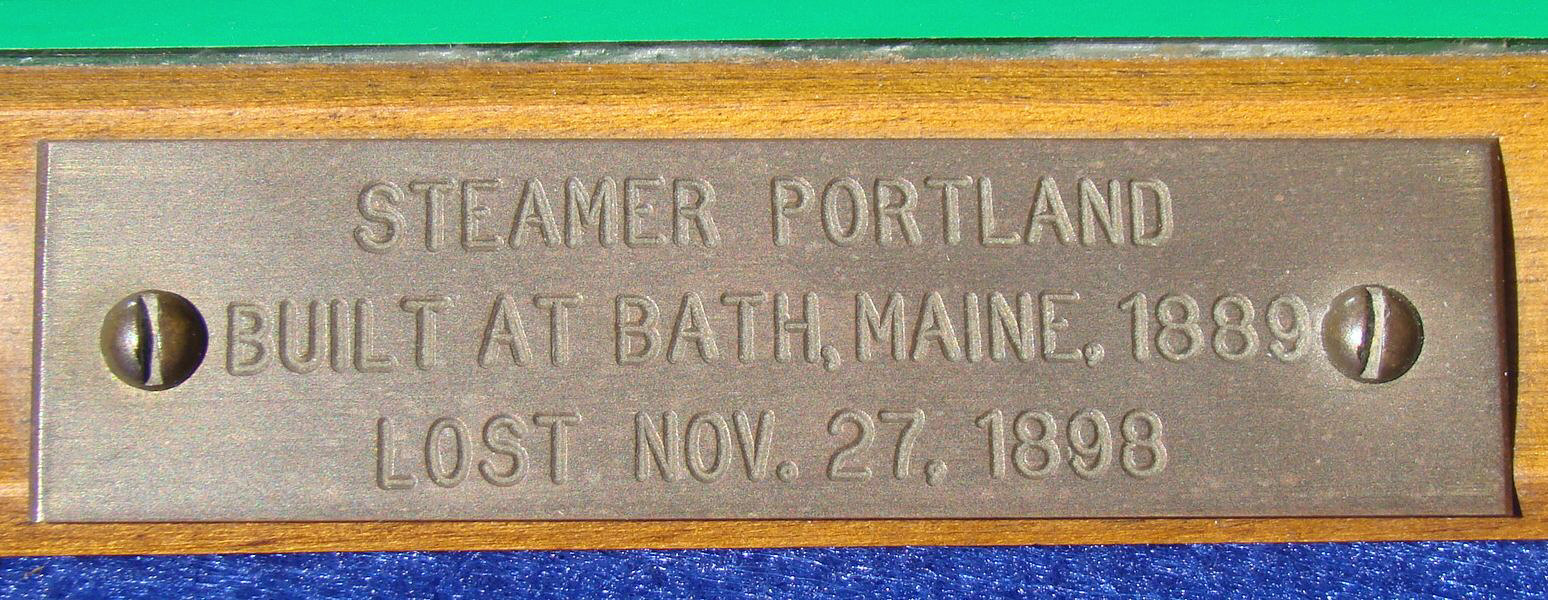 STEAMER PORTLAND
BUILT AT BATH, MAINE, 1889
LOST NOV. 27, 1898